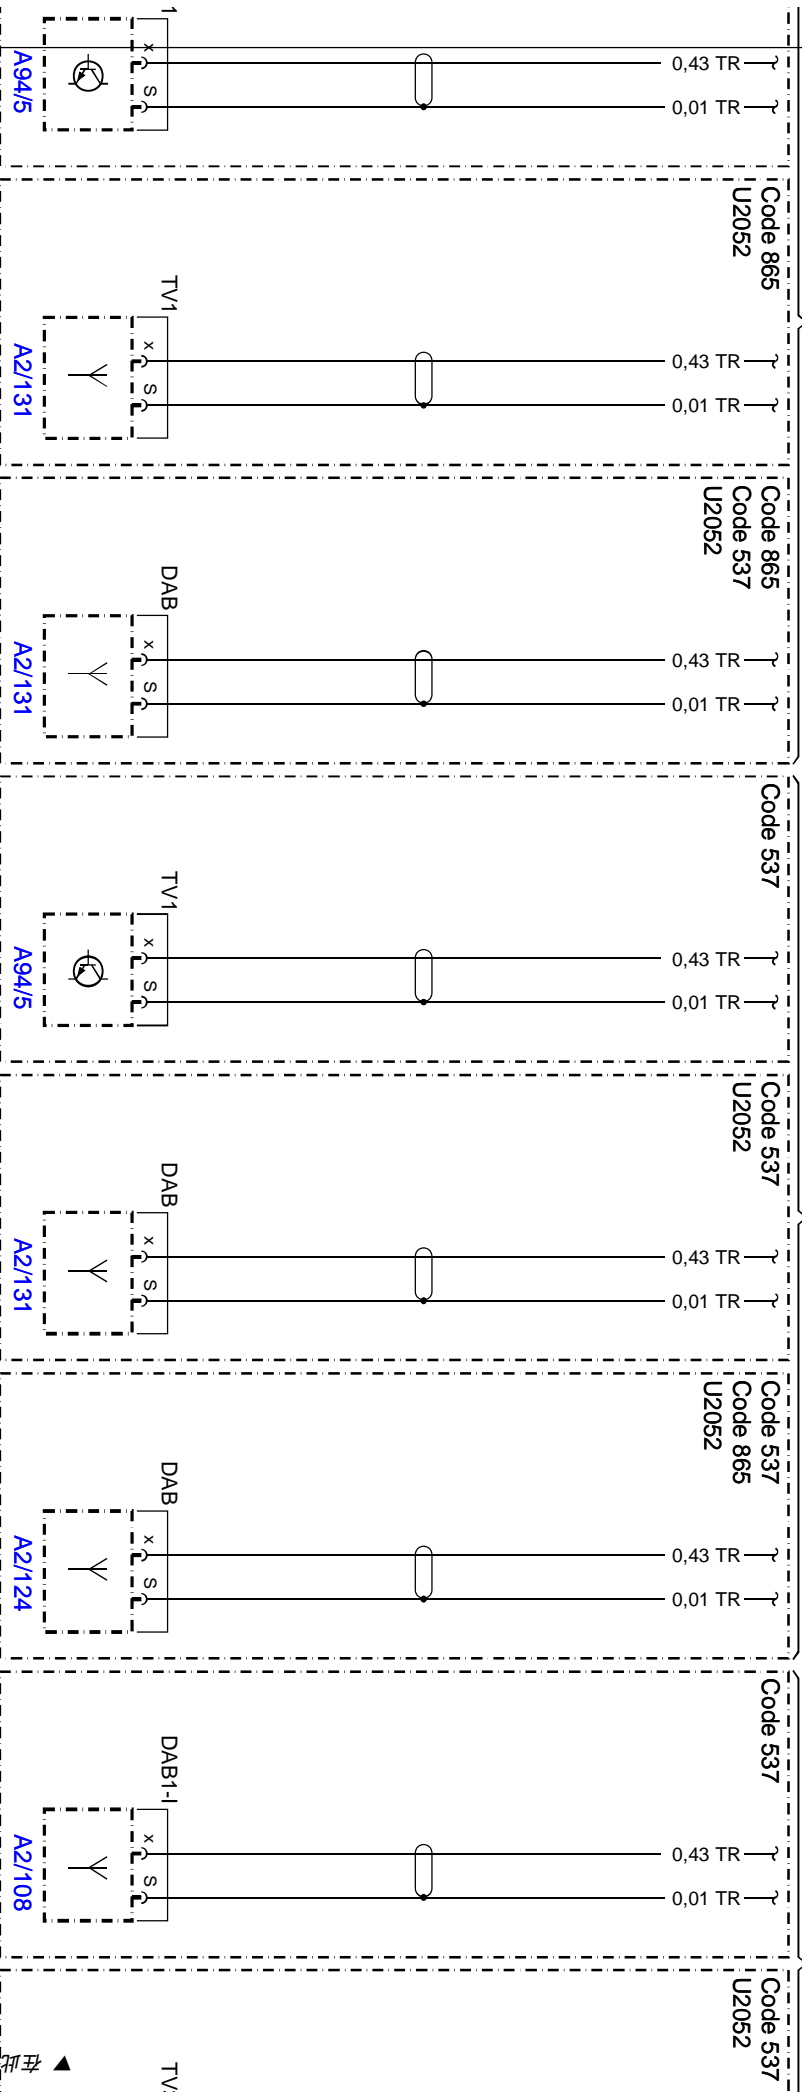 1
x
S
0,43 TR
0,01 TR
A94/5
Code 865
U2052
TV1
x
S
0,43 TR
0,01 TR
A2/131
Code 865
Code 537
U2052
DAB
x
S
0,43 TR
0,01 TR
A2/131
Code 537
TV1
x
S
0,43 TR
0,01 TR
A94/5
Code 537
U2052
DAB
x
S
0,43 TR
0,01 TR
A2/131
Code 537
Code 865
U2052
DAB
x
S
0,43 TR
0,01 TR
A2/124
Code 537
DAB1-I
x
S
0,43 TR
0,01 TR
A2/108
Code 537
U2052
在此